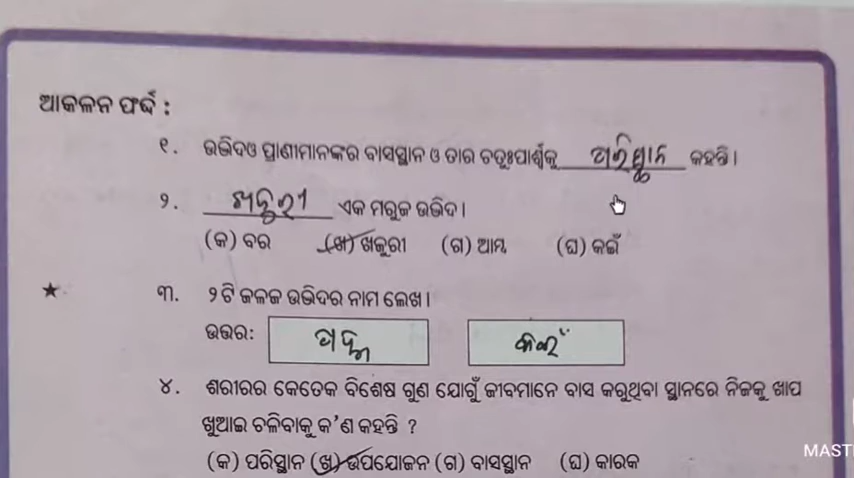 ଆକଳନ ଫର୍ଦ୍ଦ :
୧. ଉଦ୍ଭିଦଓ ପ୍ରାଣୀମାନଙ୍କର ବାସସ୍ଥାନ ଓ ତାର ଚତୁଃପାର୍ଶ୍ୱକୁ ପରିସ୍ଥାନ କହନ୍ତି।
୨. ଖଜୁରୀ ଏକ ମରୁଜ ଉଦ୍ଭିଦ।
(କ) ବର (ଖ) ଖଜୁରୀ (ଗ) ଆମ୍ବ (ଘ) କଇଁ
★ ୩. ୨ଟି ଜଳଜ ଉଦ୍ଭିଦର ନାମ ଲେଖ।
ଉତ୍ତର: ପଦ୍ମ କଇଁ
୪. ଶରୀରର କେତେକ ବିଶେଷ ଗୁଣ ଯୋଗୁଁ ଜୀବମାନେ ବାସ କରୁଥିବା ସ୍ଥାନରେ ନିଜକୁ ଖାପ
ଖୁଆଇ ଚଳିବାକୁ କ'ଣ କହନ୍ତି ?
(କ) ପରିସ୍ଥାନ (ଖ) ଉପଯୋଜନ (ଗ) ବାସସ୍ଥାନ (ଘ) କାରକ